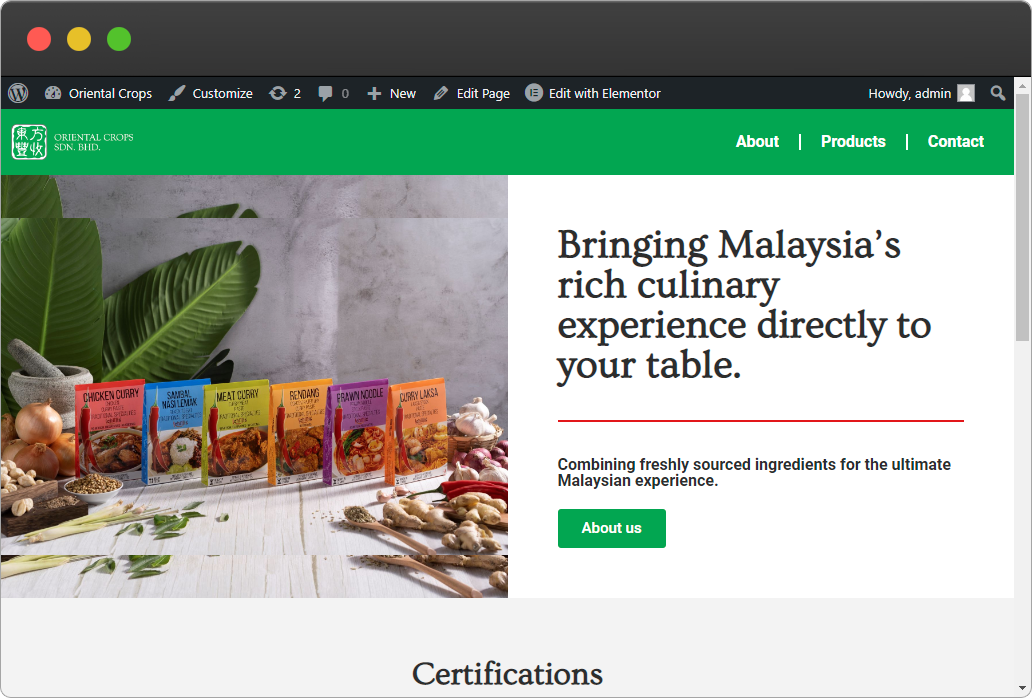 Oriental Crops
Customize
2
0
New
Edit Page
Edit with Elementor
Howdy, admin
東方
豐收
ORIENTAL CROPS
SDN. BHD.
About
Products
Contact
Bringing Malaysia’s
rich culinary
experience directly to
your table.
Combining freshly sourced ingredients for the ultimate
Malaysian experience.
About us
CHICKEN CURRY
SAMBAL
NASI LEMAK
MEAT CURRY
RENDANG
PRAWN NOODLE
CURRY LAKSA
Certifications